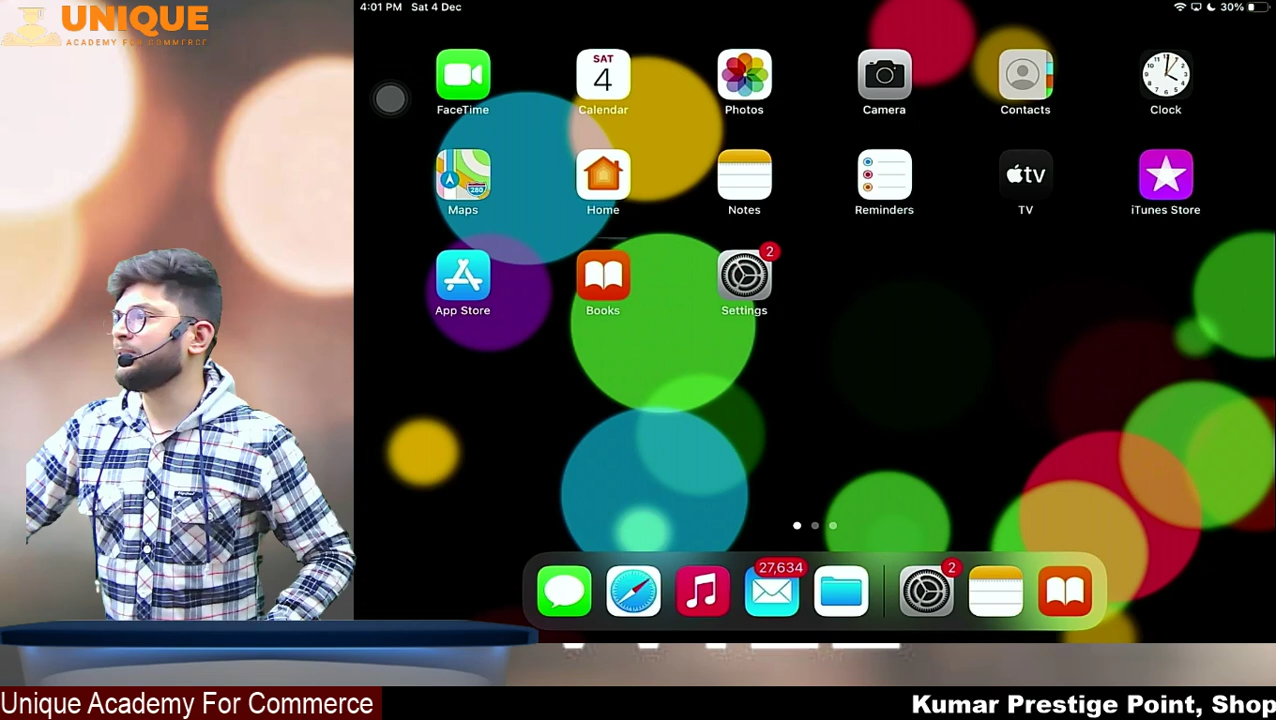 UNIQUE
ACADEMY FOR COMMERCE
4:01 PM Sat 4 Dec
30%
FaceTime
SAT
4
Calendar
Photos
Camera
Contacts
Clock
Maps
280
Home
Notes
Reminders
tv
TV
iTunes Store
App Store
Books
2
Settings
27,634
2
Unique Academy For Commerce
Kumar Prestige Point, Shop